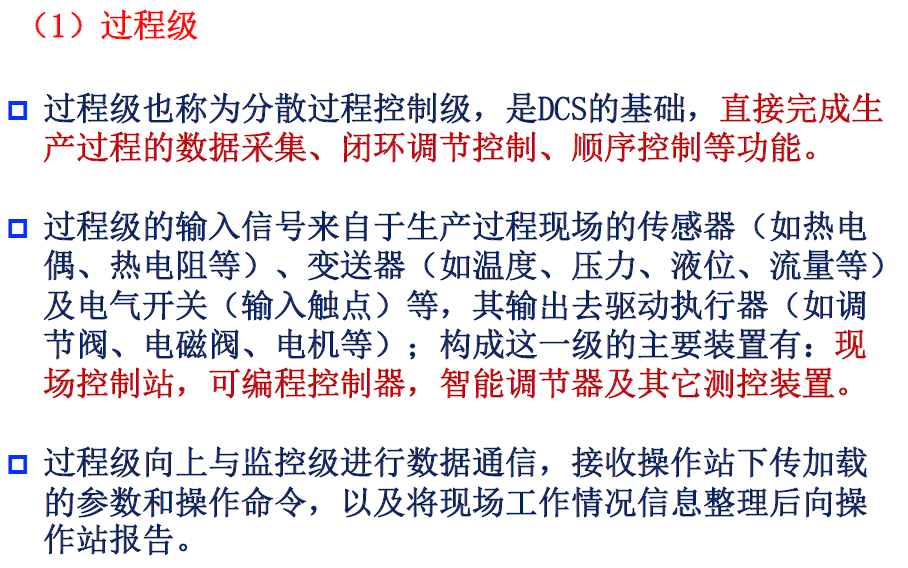 （1）过程级
过程级也称为分散过程控制级，是DCS的基础，直接完成生
产过程的数据采集、闭环调节控制、顺序控制等功能。
过程级的输入信号来自于生产过程现场的传感器（如热电
偶、热电阻等）、变送器（如温度、压力、液位、流量等）
及电气开关（输入触点）等，其输出去驱动执行器（如调
节阀、电磁阀、电机等）；构成这一级的主要装置有：现
场控制站，可编程控制器，智能调节器及其它测控装置。
过程级向上与监控级进行数据通信，接收操作站下传加载
的参数和操作命令，以及将现场工作情况信息整理后向操
作站报告。